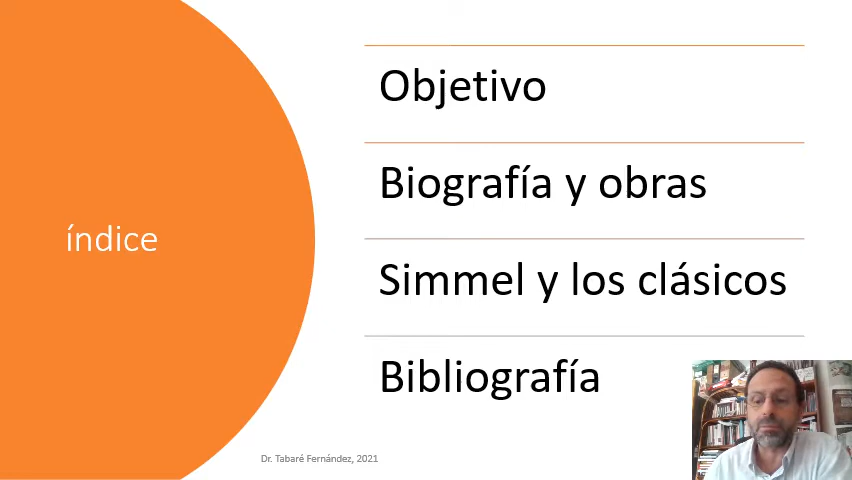 índice
Objetivo
Biografía y obras
Simmel y los clásicos
Bibliografía
Dr. Tabaré Fernández, 2021